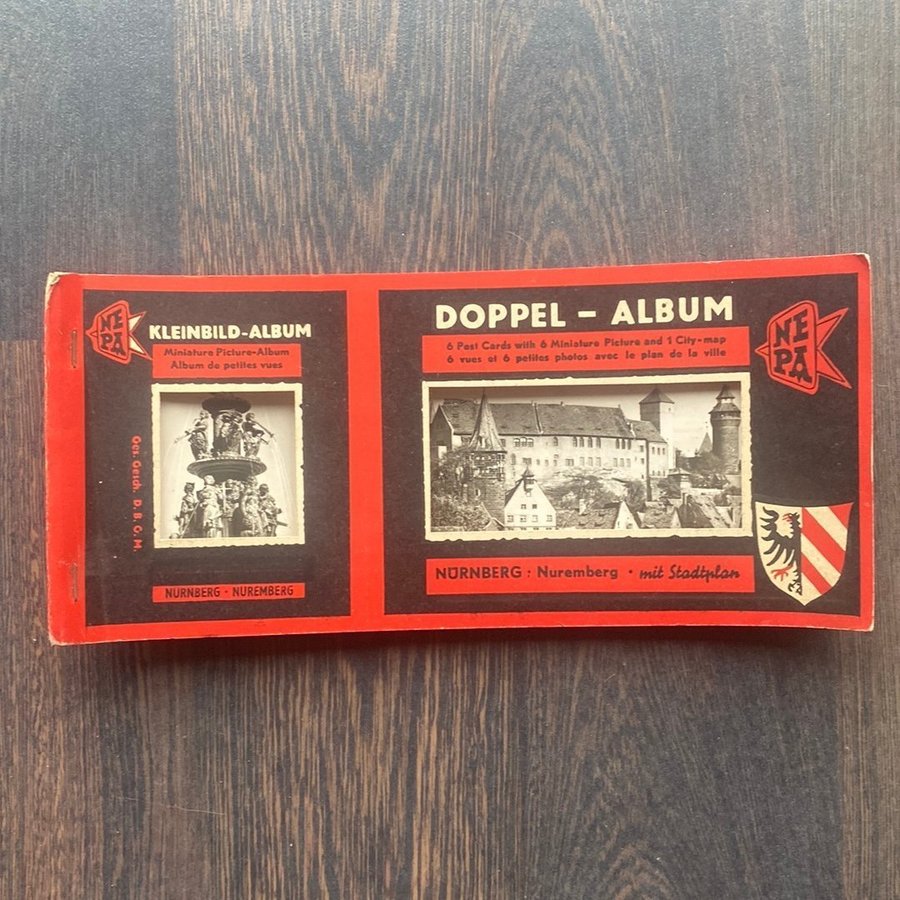 NE
PA
KLEINBILD-ALBUM
Miniature Picture-Album
Album de petites vues
Ges. Gesch. D. B. G. M.
NÜRNBERG · NUREMBERG
DOPPEL - ALBUM
6 Post Cards with 6 Miniature Picture and 1 City-map
6 vues et 6 petites photos avec le plan de la ville
NE
PA
NÜRNBERG · Nuremberg · mit Stadtplan